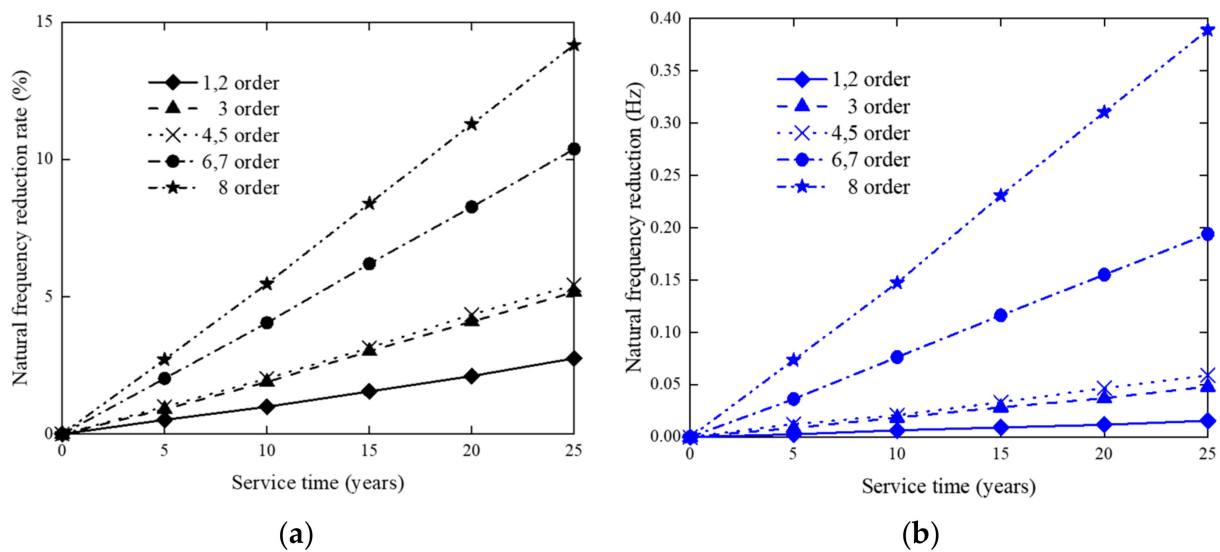 15
10
5
0
Natural frequency reduction rate (%)
1,2 order
3 order
4,5 order
6,7 order
8 order
0 5 10 15 20 25
Service time (years)
(a)
0.40
0.35
0.30
0.25
0.20
0.15
0.10
0.05
0.00
Natural frequency reduction (Hz)
1,2 order
3 order
4,5 order
6,7 order
8 order
0 5 10 15 20 25
Service time (years)
(b)